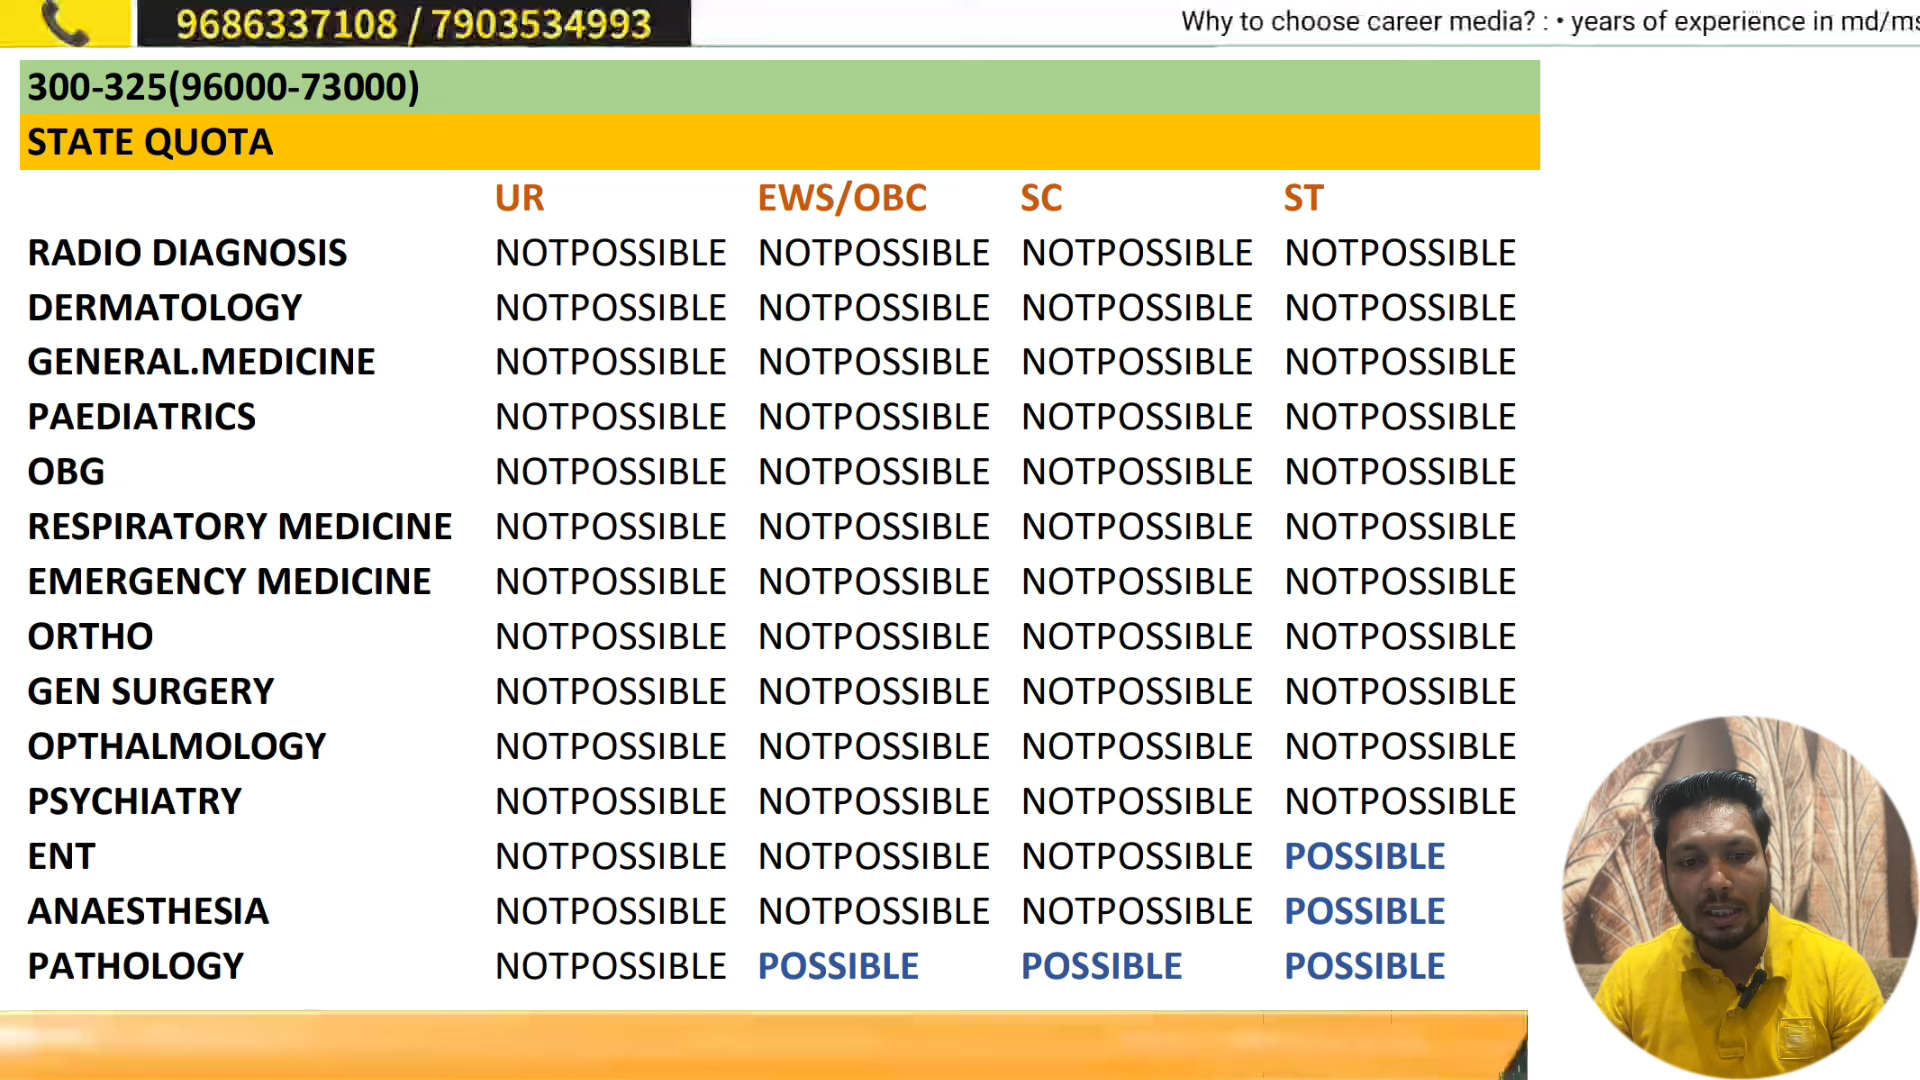 9686337108 / 7903534993
Why to choose career media? : • years of experience in md/ms
300-325(96000-73000)
STATE QUOTA
UR EWS/OBC SC ST
RADIO DIAGNOSIS NOTPOSSIBLE NOTPOSSIBLE NOTPOSSIBLE NOTPOSSIBLE
DERMATOLOGY NOTPOSSIBLE NOTPOSSIBLE NOTPOSSIBLE NOTPOSSIBLE
GENERAL.MEDICINE NOTPOSSIBLE NOTPOSSIBLE NOTPOSSIBLE NOTPOSSIBLE
PAEDIATRICS NOTPOSSIBLE NOTPOSSIBLE NOTPOSSIBLE NOTPOSSIBLE
OBG NOTPOSSIBLE NOTPOSSIBLE NOTPOSSIBLE NOTPOSSIBLE
RESPIRATORY MEDICINE NOTPOSSIBLE NOTPOSSIBLE NOTPOSSIBLE NOTPOSSIBLE
EMERGENCY MEDICINE NOTPOSSIBLE NOTPOSSIBLE NOTPOSSIBLE NOTPOSSIBLE
ORTHO NOTPOSSIBLE NOTPOSSIBLE NOTPOSSIBLE NOTPOSSIBLE
GEN SURGERY NOTPOSSIBLE NOTPOSSIBLE NOTPOSSIBLE NOTPOSSIBLE
OPTHALMOLOGY NOTPOSSIBLE NOTPOSSIBLE NOTPOSSIBLE NOTPOSSIBLE
PSYCHIATRY NOTPOSSIBLE NOTPOSSIBLE NOTPOSSIBLE NOTPOSSIBLE
ENT NOTPOSSIBLE NOTPOSSIBLE NOTPOSSIBLE POSSIBLE
ANAESTHESIA NOTPOSSIBLE NOTPOSSIBLE NOTPOSSIBLE POSSIBLE
PATHOLOGY NOTPOSSIBLE POSSIBLE POSSIBLE POSSIBLE